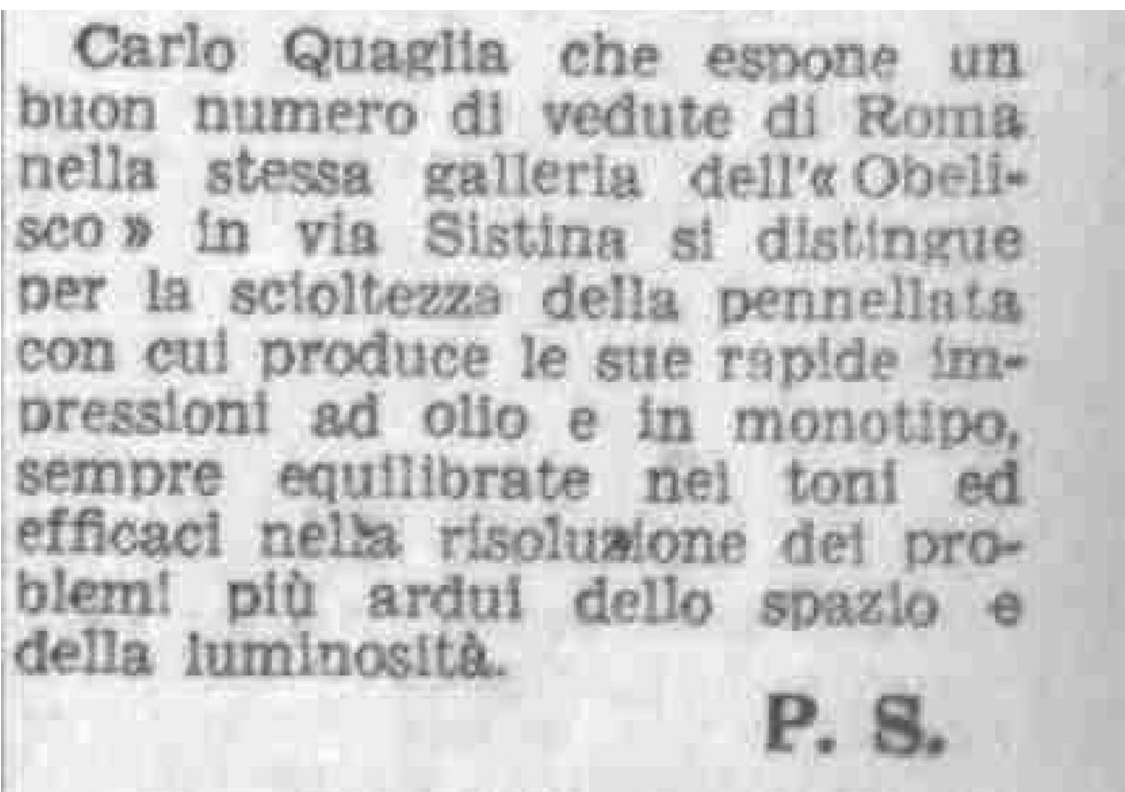 Carlo Quaglia che espone un
buon numero di vedute di Roma
nella stessa galleria dell'« Obeli-
sco » in via Sistina si distingue
per la scioltezza della pennellata
con cui produce le sue rapide im-
pressioni ad olio e in monotipo,
sempre equilibrate nei toni ed
efficaci nella risoluzione dei pro-
blemi più ardui dello spazio e
della luminosità.
P. S.